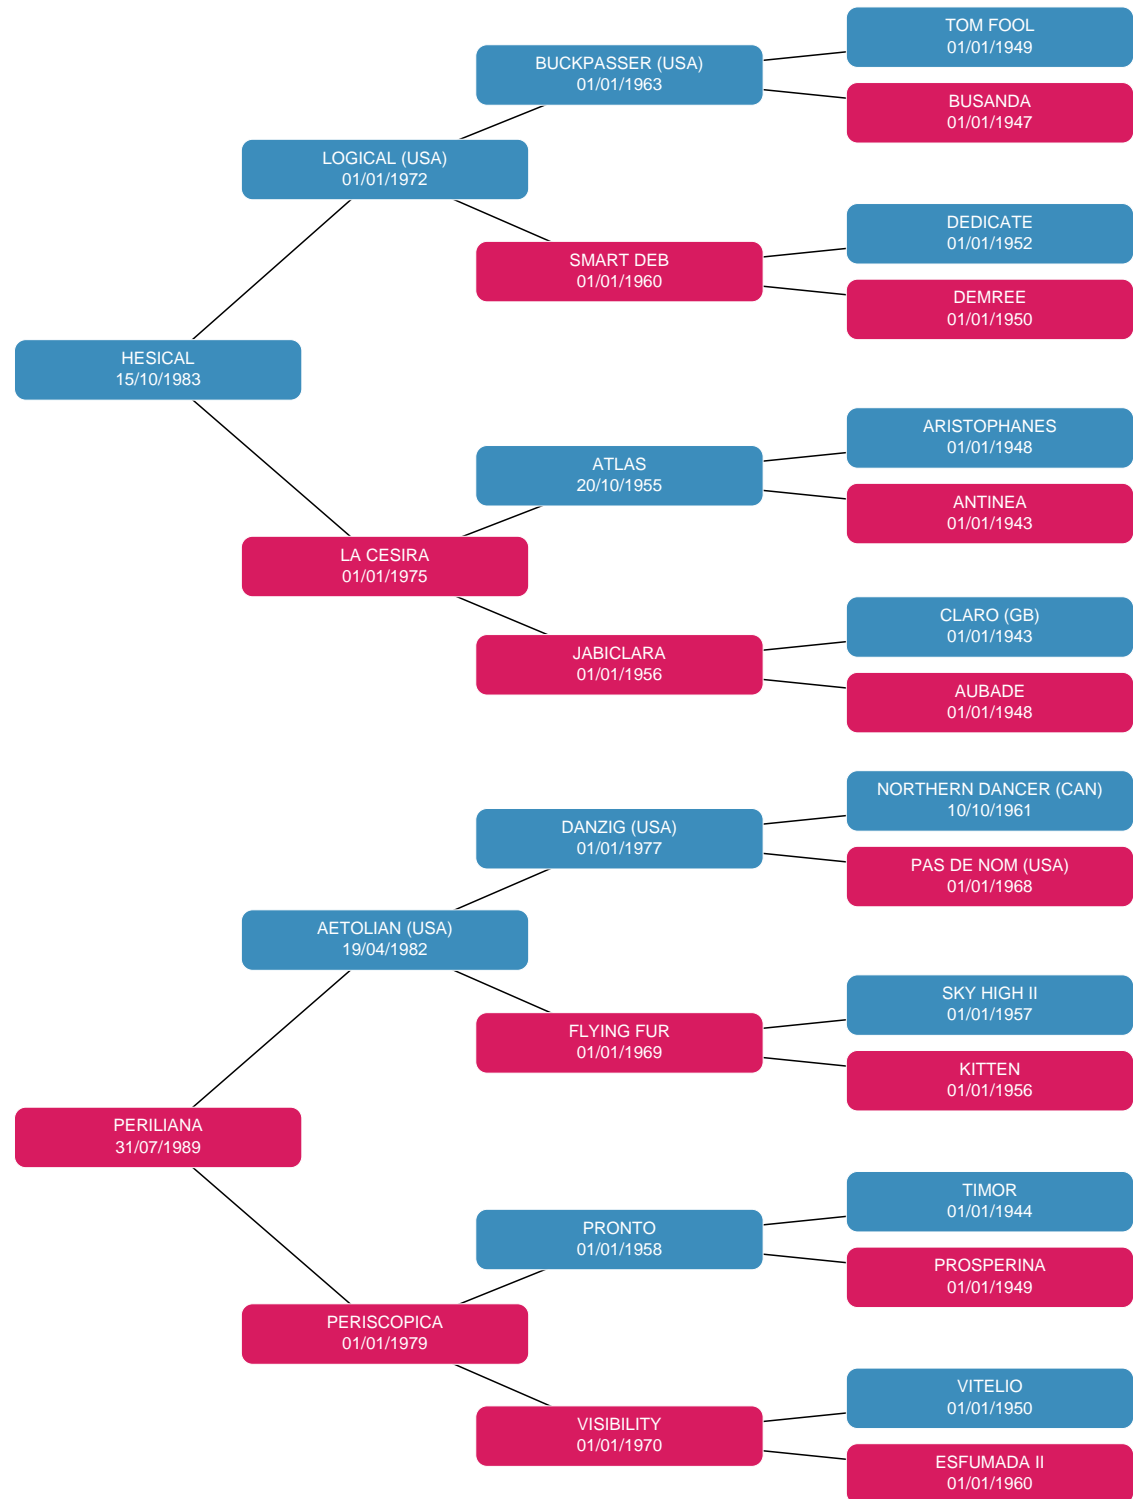 TOM FOOL
01/01/1949
BUCKPASSER (USA)
01/01/1963
BUSANDA
01/01/1947
LOGICAL (USA)
01/01/1972
DEDICATE
01/01/1952
SMART DEB
01/01/1960
DEMREE
01/01/1950
HESICAL
15/10/1983
ARISTOPHANES
01/01/1948
ATLAS
20/10/1955
ANTINEA
01/01/1943
LA CESIRA
01/01/1975
CLARO (GB)
01/01/1943
JABICLARA
01/01/1956
AUBADE
01/01/1948
NORTHERN DANCER (CAN)
10/10/1961
DANZIG (USA)
01/01/1977
PAS DE NOM (USA)
01/01/1968
AETOLIAN (USA)
19/04/1982
SKY HIGH II
01/01/1957
FLYING FUR
01/01/1969
KITTEN
01/01/1956
PERILIANA
31/07/1989
TIMOR
01/01/1944
PRONTO
01/01/1958
PROSPERINA
01/01/1949
PERISCOPICA
01/01/1979
VITELIO
01/01/1950
VISIBILITY
01/01/1970
ESFUMADA II
01/01/1960